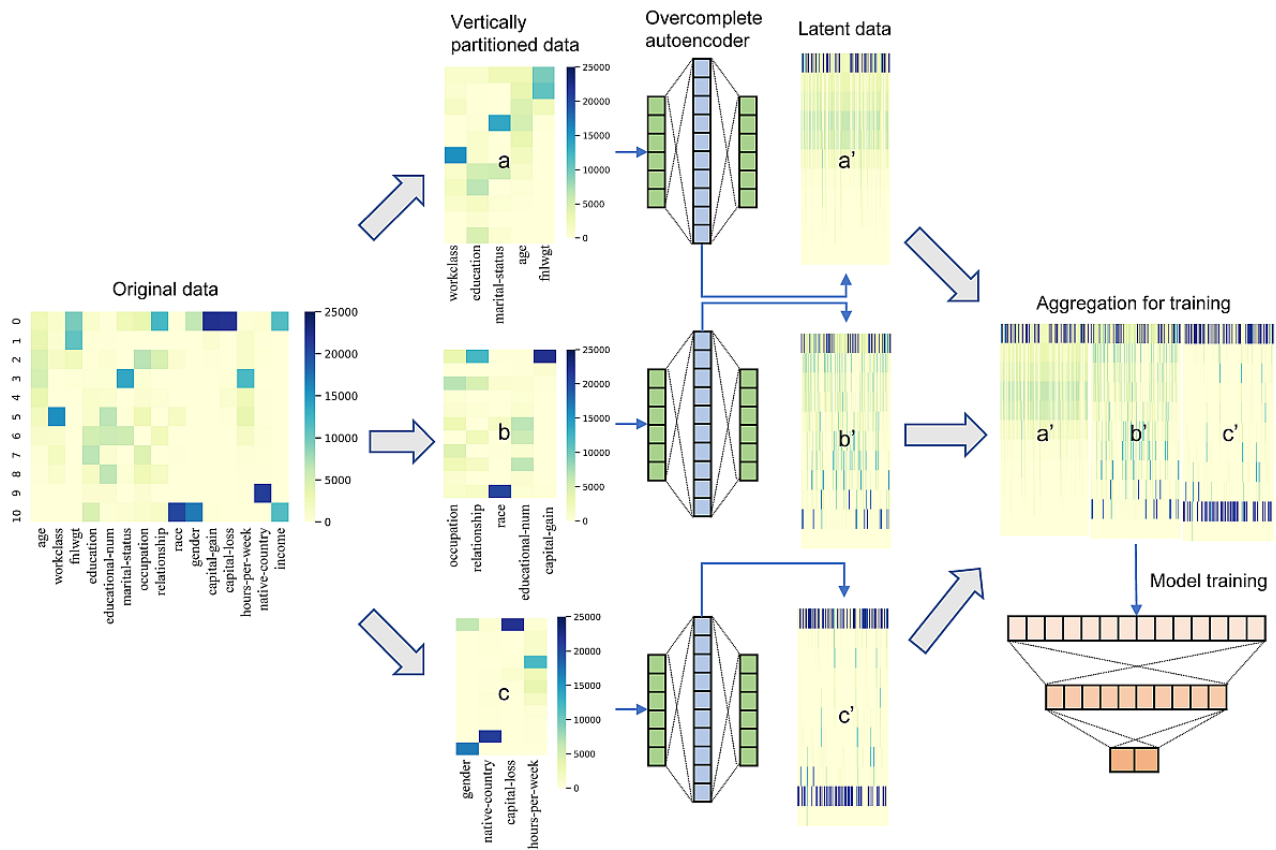 Vertically
partitioned data
Overcomplete
autoencoder
Latent data
25000
20000
15000
10000
5000
0
a
workclass
education
marital-status
age
fnlwgt
a’
Original data
0
1
2
3
4
5
6
7
8
9
10
25000
20000
15000
10000
5000
0
age
workclass
fnlwgt
education
educational-num
marital-status
occupation
relationship
race
gender
capital-gain
capital-loss
hours-per-week
native-country
income
25000
20000
15000
10000
5000
0
b
occupation
relationship
race
educational-num
capital-gain
b’
Aggregation for training
a’
b’
c’
25000
20000
15000
10000
5000
0
c
gender
native-country
capital-loss
hours-per-week
c’
Model training